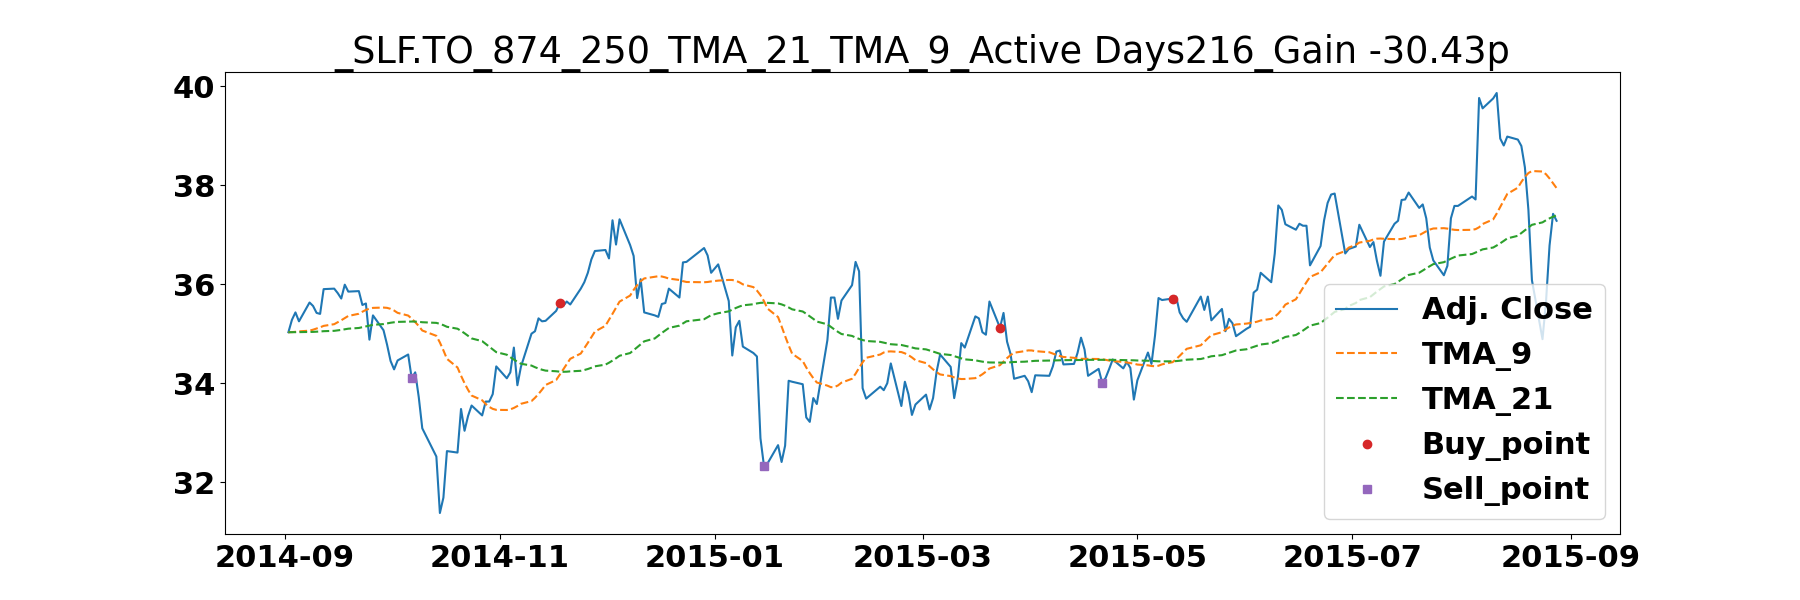 _SLF.TO_874_250_TMA_21_TMA_9_Active Days216_Gain -30.43p
40
38
36
34
32
2014-09 2014-11 2015-01 2015-03 2015-05 2015-07 2015-09
Adj. Close
TMA_9
TMA_21
Buy_point
Sell_point